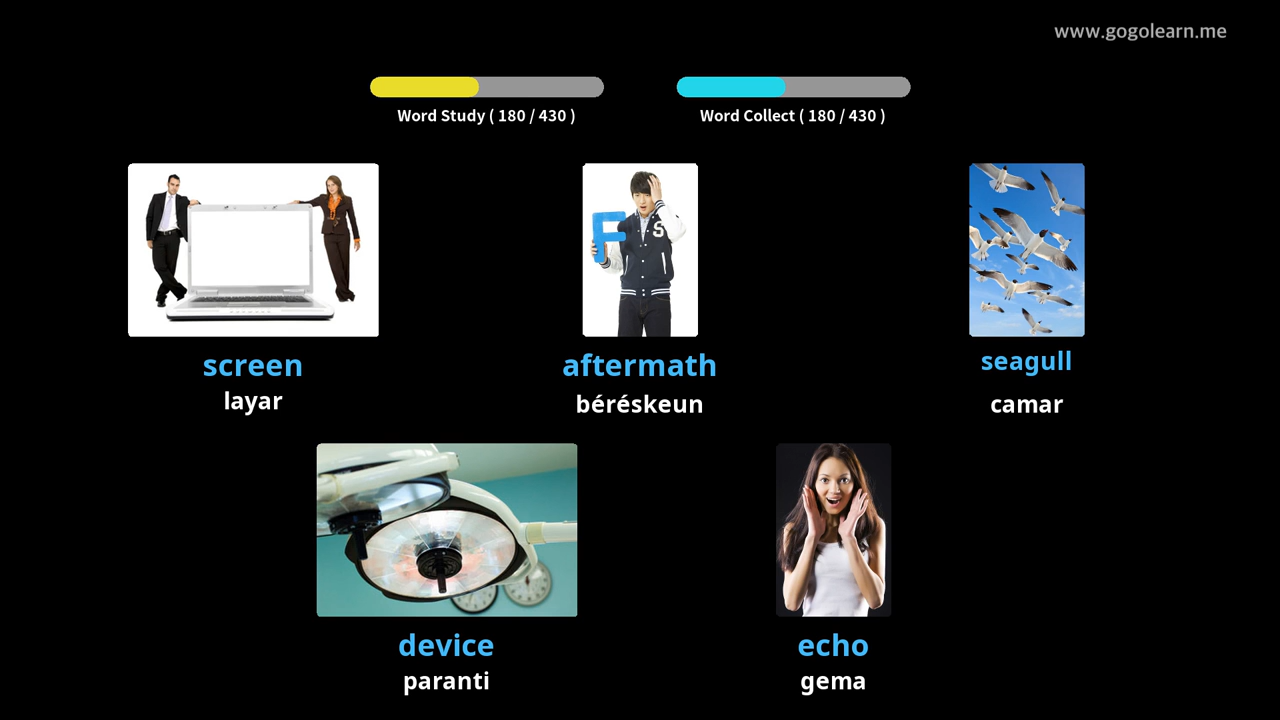 www.gogolearn.me
Word Study ( 180 / 430 )
Word Collect ( 180 / 430 )
F
S
screen
layar
aftermath
béréskeun
seagull
camar
device
paranti
echo
gema